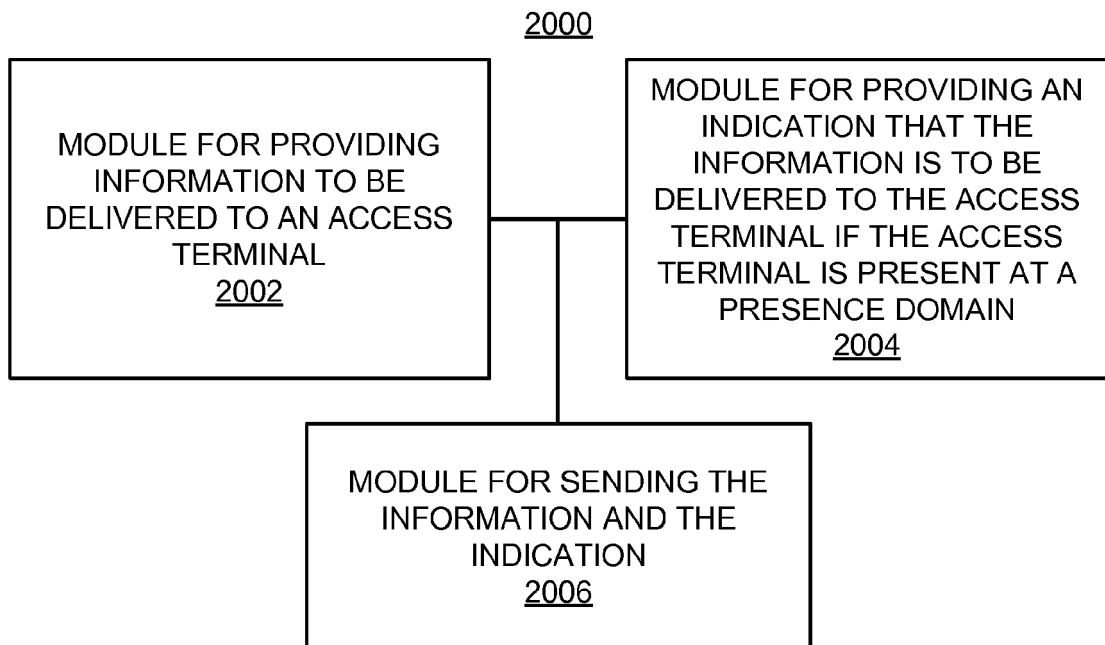 2000
MODULE FOR PROVIDING
INFORMATION TO BE
DELIVERED TO AN ACCESS
TERMINAL
2002
MODULE FOR PROVIDING AN
INDICATION THAT THE
INFORMATION IS TO BE
DELIVERED TO THE ACCESS
TERMINAL IF THE ACCESS
TERMINAL IS PRESENT AT A
PRESENCE DOMAIN
2004
MODULE FOR SENDING THE
INFORMATION AND THE
INDICATION
2006